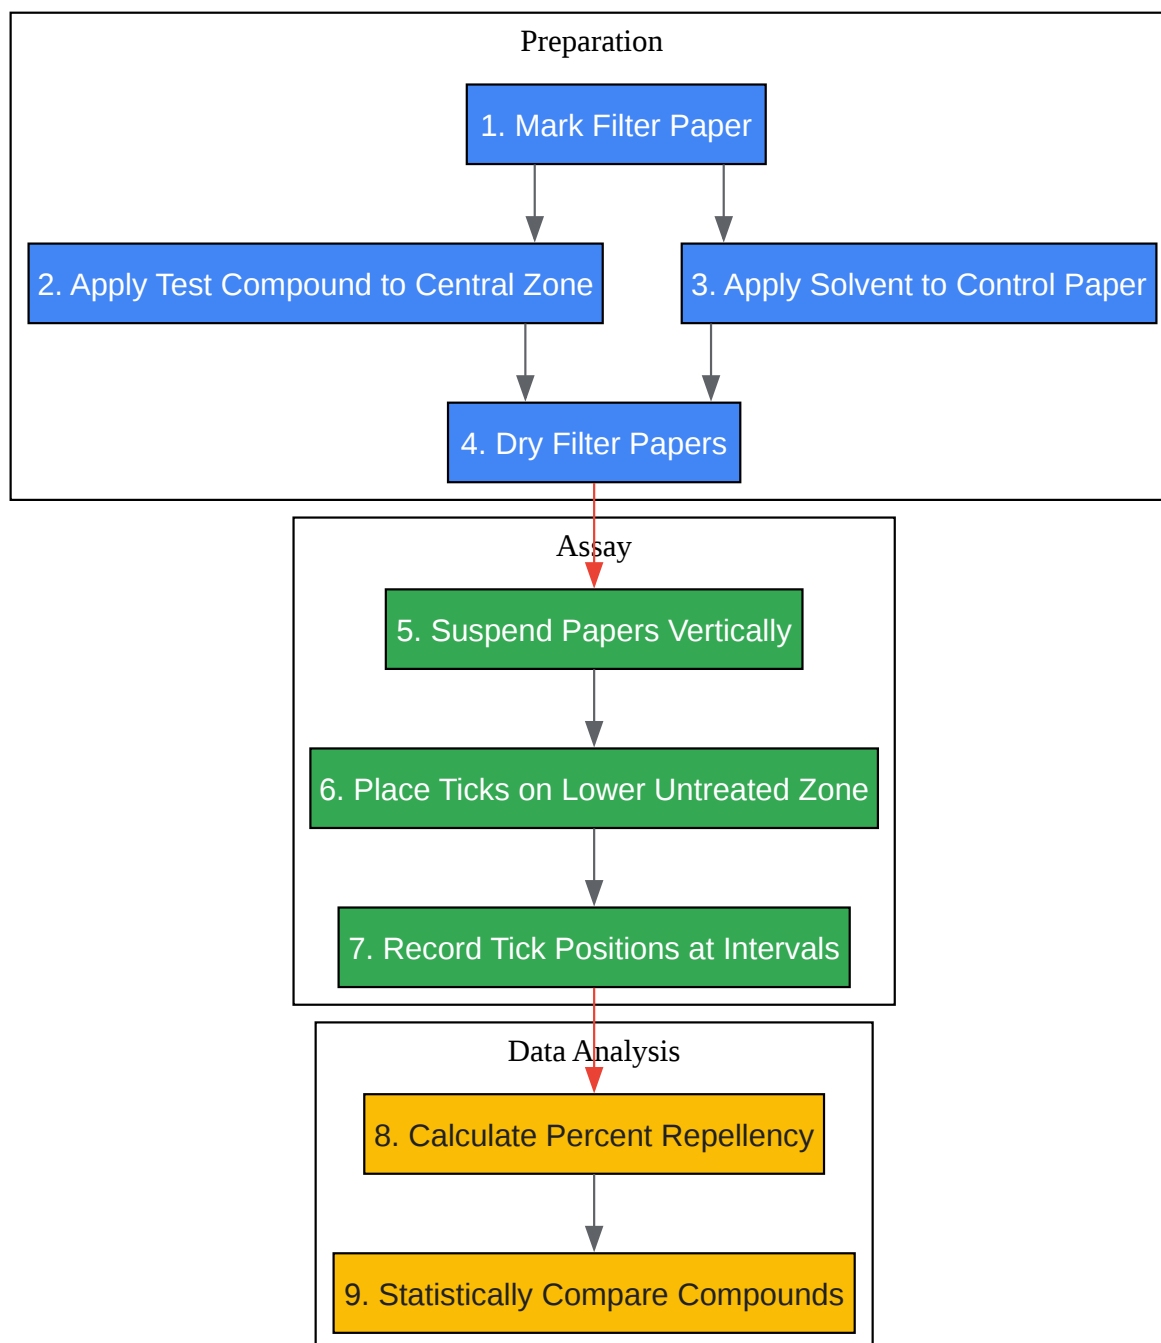 Preparation
1. Mark Filter Paper
2. Apply Test Compound to Central Zone
3. Apply Solvent to Control Paper
4. Dry Filter Papers
Assay
5. Suspend Papers Vertically
6. Place Ticks on Lower Untreated Zone
7. Record Tick Positions at Intervals
Data Analysis
8. Calculate Percent Repellency
9. Statistically Compare Compounds